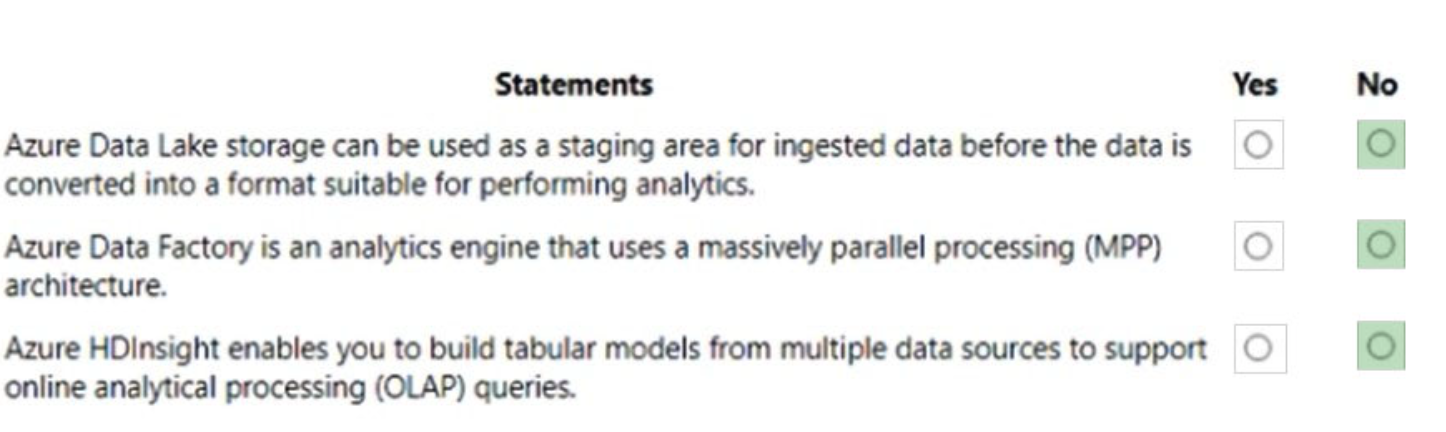 Statements Yes No
Azure Data Lake storage can be used as a staging area for ingested data before the data is
converted into a format suitable for performing analytics.
Azure Data Factory is an analytics engine that uses a massively parallel processing (MPP)
architecture.
Azure HDInsight enables you to build tabular models from multiple data sources to support
online analytical processing (OLAP) queries.